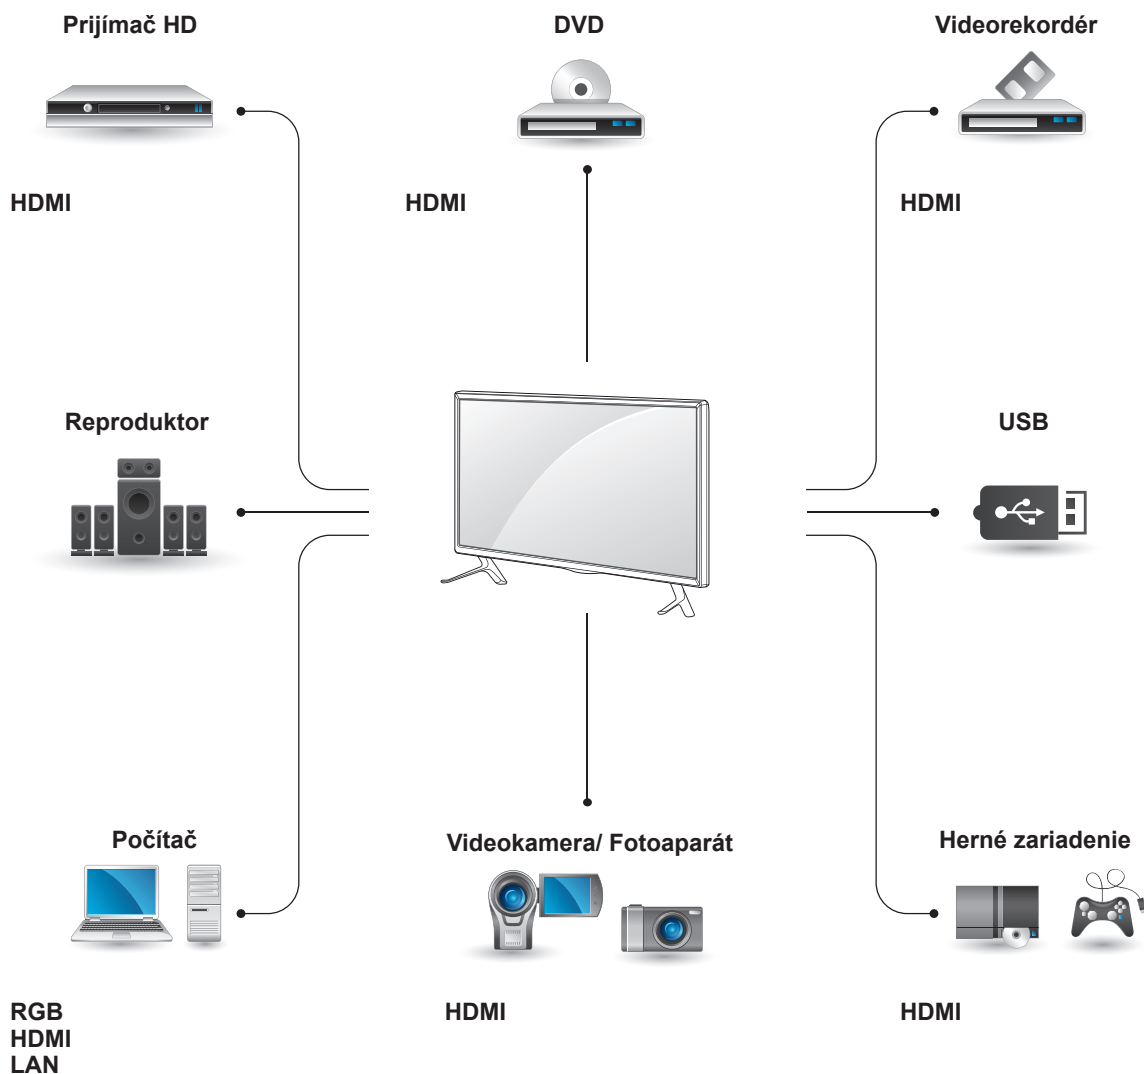 Prijímač HD
DVD
Videorekordér
HDMI
HDMI
HDMI
Reproduktor
USB
Počítač
Videokamera/ Fotoaparát
Herné zariadenie
RGB
HDMI
LAN
HDMI
HDMI